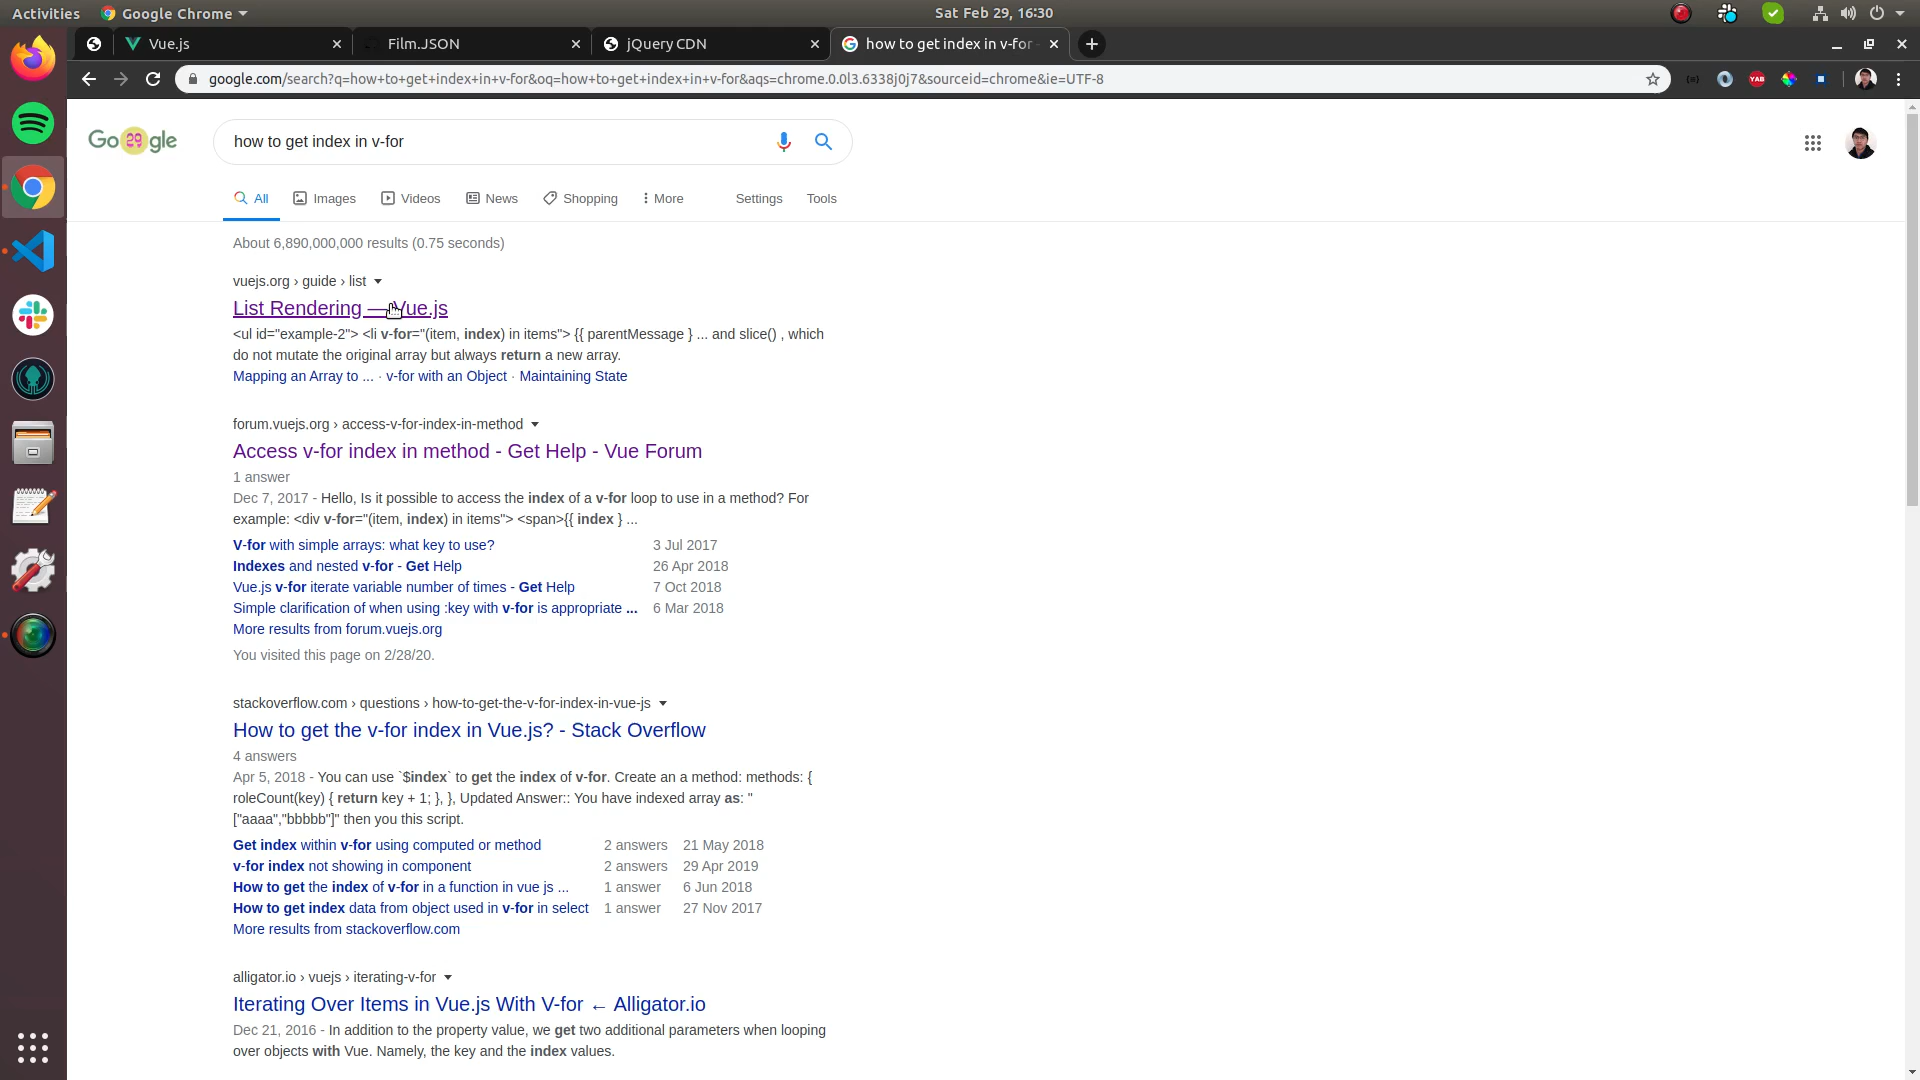 Activities Google Chrome Sat Feb 29, 16:30
Vue.js Film.JSON jQuery CDN how to get index in v-for
google.com/search?q=how+to+get+index+in+v-for&oq=how+to+get+index+in+v-for&aqs=chrome.0.0l3.6338j0j7&sourceid=chrome&ie=UTF-8
YAB
Go29gle
how to get index in v-for
All Images Videos News Shopping More Settings Tools
About 6,890,000,000 results (0.75 seconds)
vuejs.org › guide › list
List Rendering — Vue.js
<ul id="example-2"> <li v-for="(item, index) in items"> {{ parentMessage } ... and slice() , which
do not mutate the original array but always return a new array.
Mapping an Array to ... · v-for with an Object · Maintaining State
forum.vuejs.org › access-v-for-index-in-method
Access v-for index in method - Get Help - Vue Forum
1 answer
Dec 7, 2017 - Hello, Is it possible to access the index of a v-for loop to use in a method? For
example: <div v-for="(item, index) in items"> <span>{{ index } ...
V-for with simple arrays: what key to use? 3 Jul 2017
Indexes and nested v-for - Get Help 26 Apr 2018
Vue.js v-for iterate variable number of times - Get Help 7 Oct 2018
Simple clarification of when using :key with v-for is appropriate ... 6 Mar 2018
More results from forum.vuejs.org
You visited this page on 2/28/20.
stackoverflow.com › questions › how-to-get-the-v-for-index-in-vue-js
How to get the v-for index in Vue.js? - Stack Overflow
4 answers
Apr 5, 2018 - You can use `$index` to get the index of v-for. Create an a method: methods: {
roleCount(key) { return key + 1; }, }, Updated Answer:: You have indexed array as: "
["aaaa","bbbbb"]" then you this script.
Get index within v-for using computed or method 2 answers 21 May 2018
v-for index not showing in component 2 answers 29 Apr 2019
How to get the index of v-for in a function in vue js ... 1 answer 6 Jun 2018
How to get index data from object used in v-for in select 1 answer 27 Nov 2017
More results from stackoverflow.com
alligator.io › vuejs › iterating-v-for
Iterating Over Items in Vue.js With V-for ← Alligator.io
Dec 21, 2016 - In addition to the property value, we get two additional parameters when looping
over objects with Vue. Namely, the key and the index values.